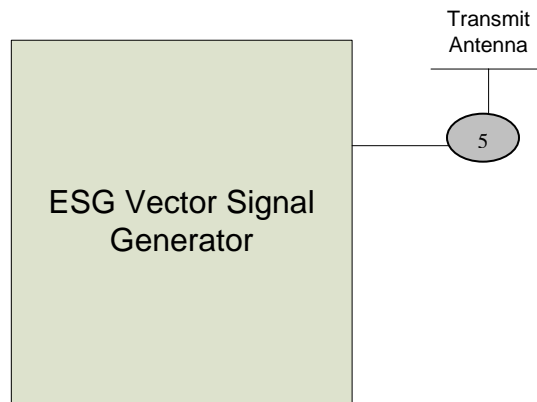 Transmit
Antenna
5
ESG Vector Signal
Generator